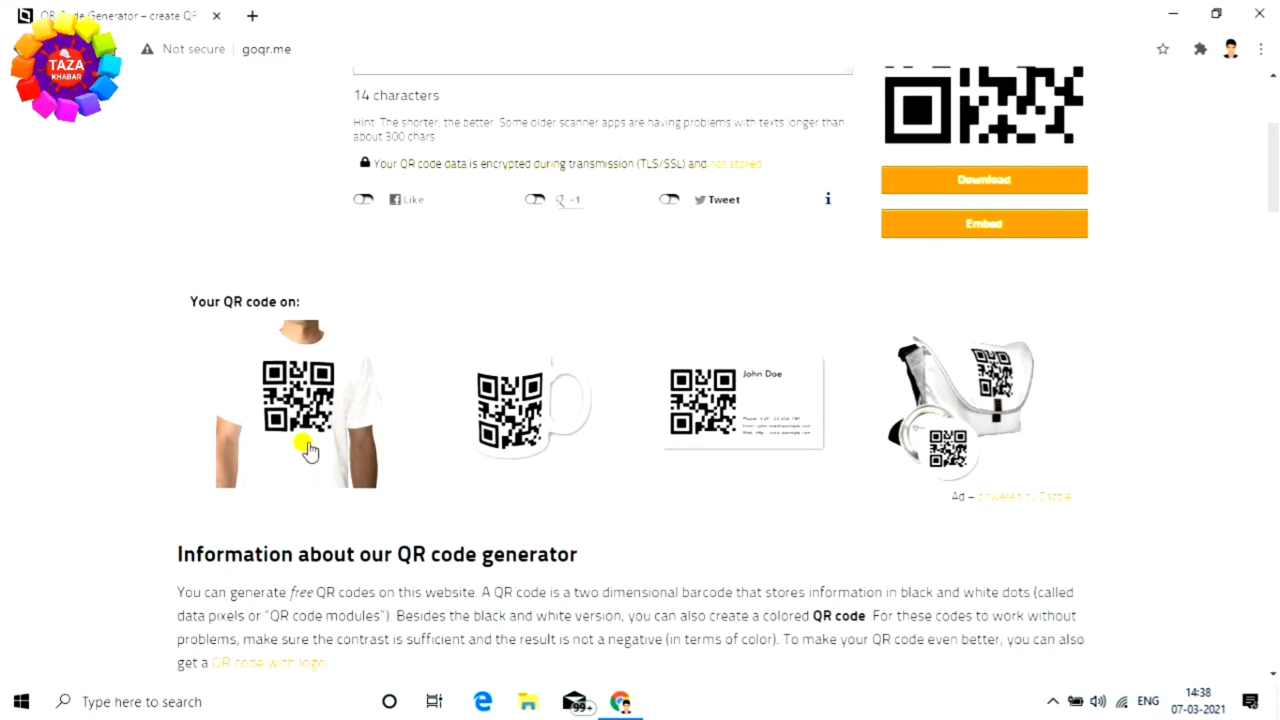 QR Code Generator – create QR
TAZA
KHABAR
Not secure
goqr.me
14 characters
Hint: The shorter, the better. Some older scanner apps are having problems with texts longer than
about 300 chars
Your QR code data is encrypted during transmission (TLS/SSL) and not stored.
Like
+1
Tweet
Download
Embed
Your QR code on:
John Doe
Ad – powered by Zazzle
Information about our QR code generator
You can generate free QR codes on this website. A QR code is a two dimensional barcode that stores information in black and white dots (called
data pixels or “QR code modules”). Besides the black and white version, you can also create a colored QR code. For these codes to work without
problems, make sure the contrast is sufficient and the result is not a negative (in terms of color). To make your QR code even better, you can also
get a QR code with logo.
Type here to search
99+
ENG
14:38
07-03-2021